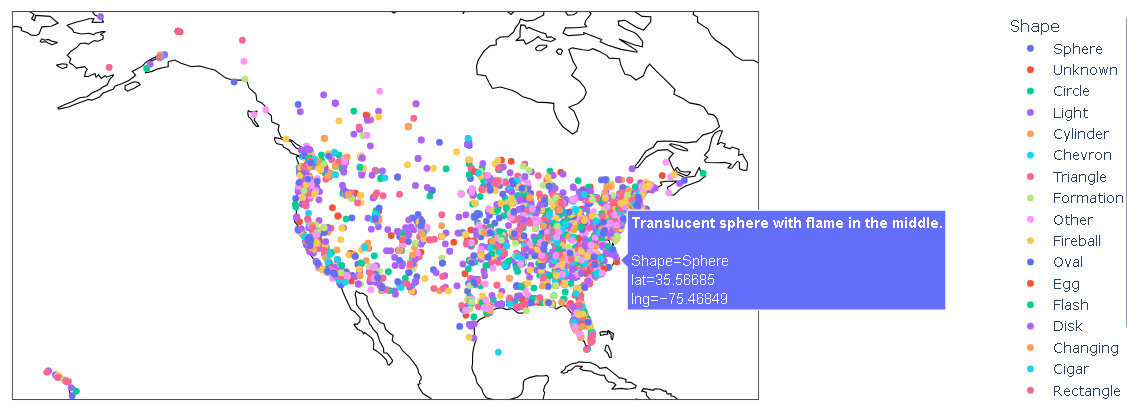 Shape
Sphere
Unknown
Circle
Light
Cylinder
Chevron
Triangle
Formation
Other
Fireball
Oval
Egg
Flash
Disk
Changing
Cigar
Rectangle
Translucent sphere with flame in the middle.
Shape=Sphere
lat=35.56685
lng=−75.46849